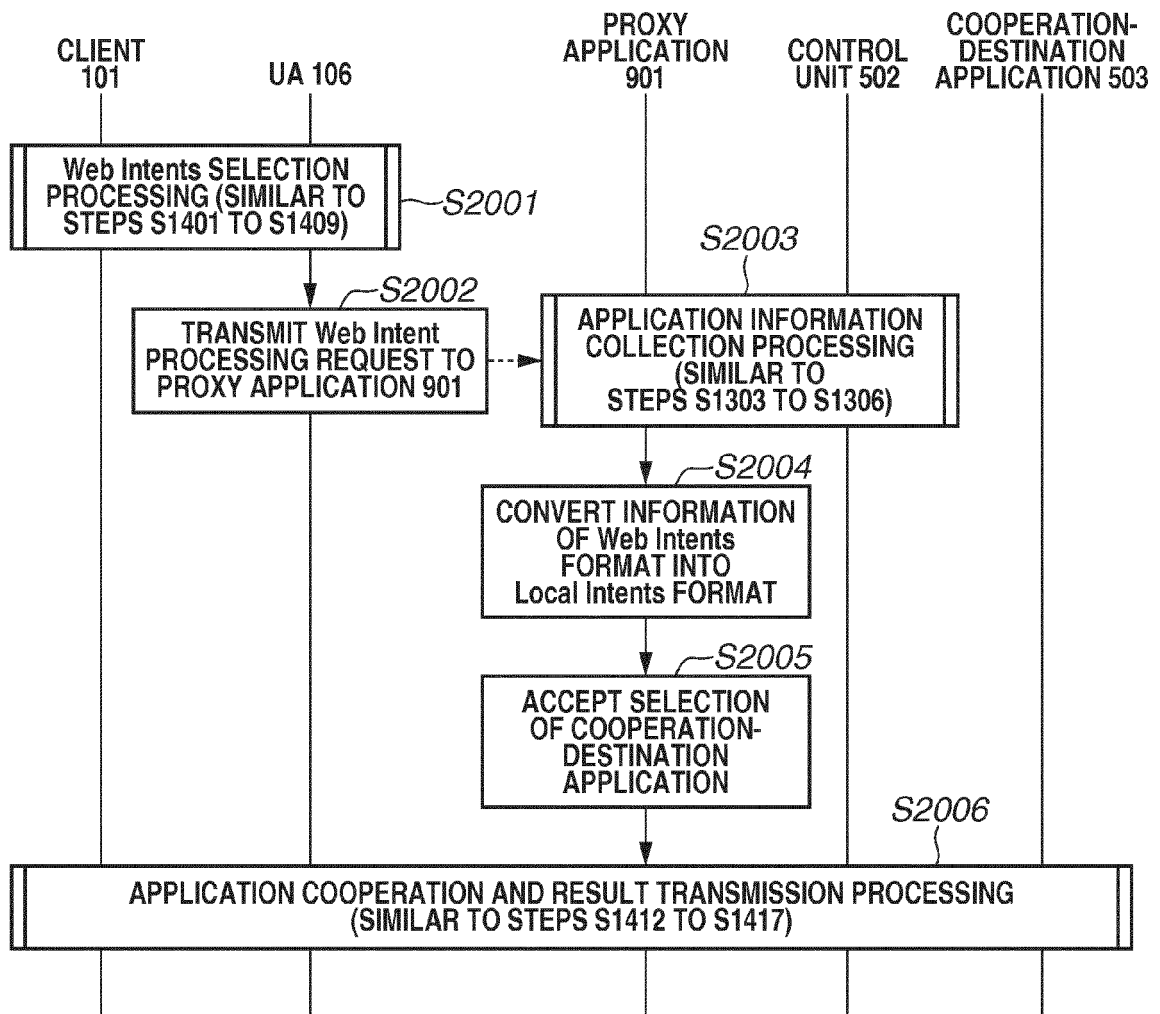 CLIENT
101
UA 106
PROXY
APPLICATION
901
CONTROL
UNIT 502
COOPERATION-
DESTINATION
APPLICATION 503
Web Intents SELECTION
PROCESSING (SIMILAR TO
STEPS S1401 TO S1409)
S2001
S2002
TRANSMIT Web Intent
PROCESSING REQUEST TO
PROXY APPLICATION 901
S2003
APPLICATION INFORMATION
COLLECTION PROCESSING
(SIMILAR TO
STEPS S1303 TO S1306)
S2004
CONVERT INFORMATION
OF Web Intents
FORMAT INTO
Local Intents FORMAT
S2005
ACCEPT SELECTION
OF COOPERATION-
DESTINATION
APPLICATION
S2006
APPLICATION COOPERATION AND RESULT TRANSMISSION PROCESSING
(SIMILAR TO STEPS S1412 TO S1417)